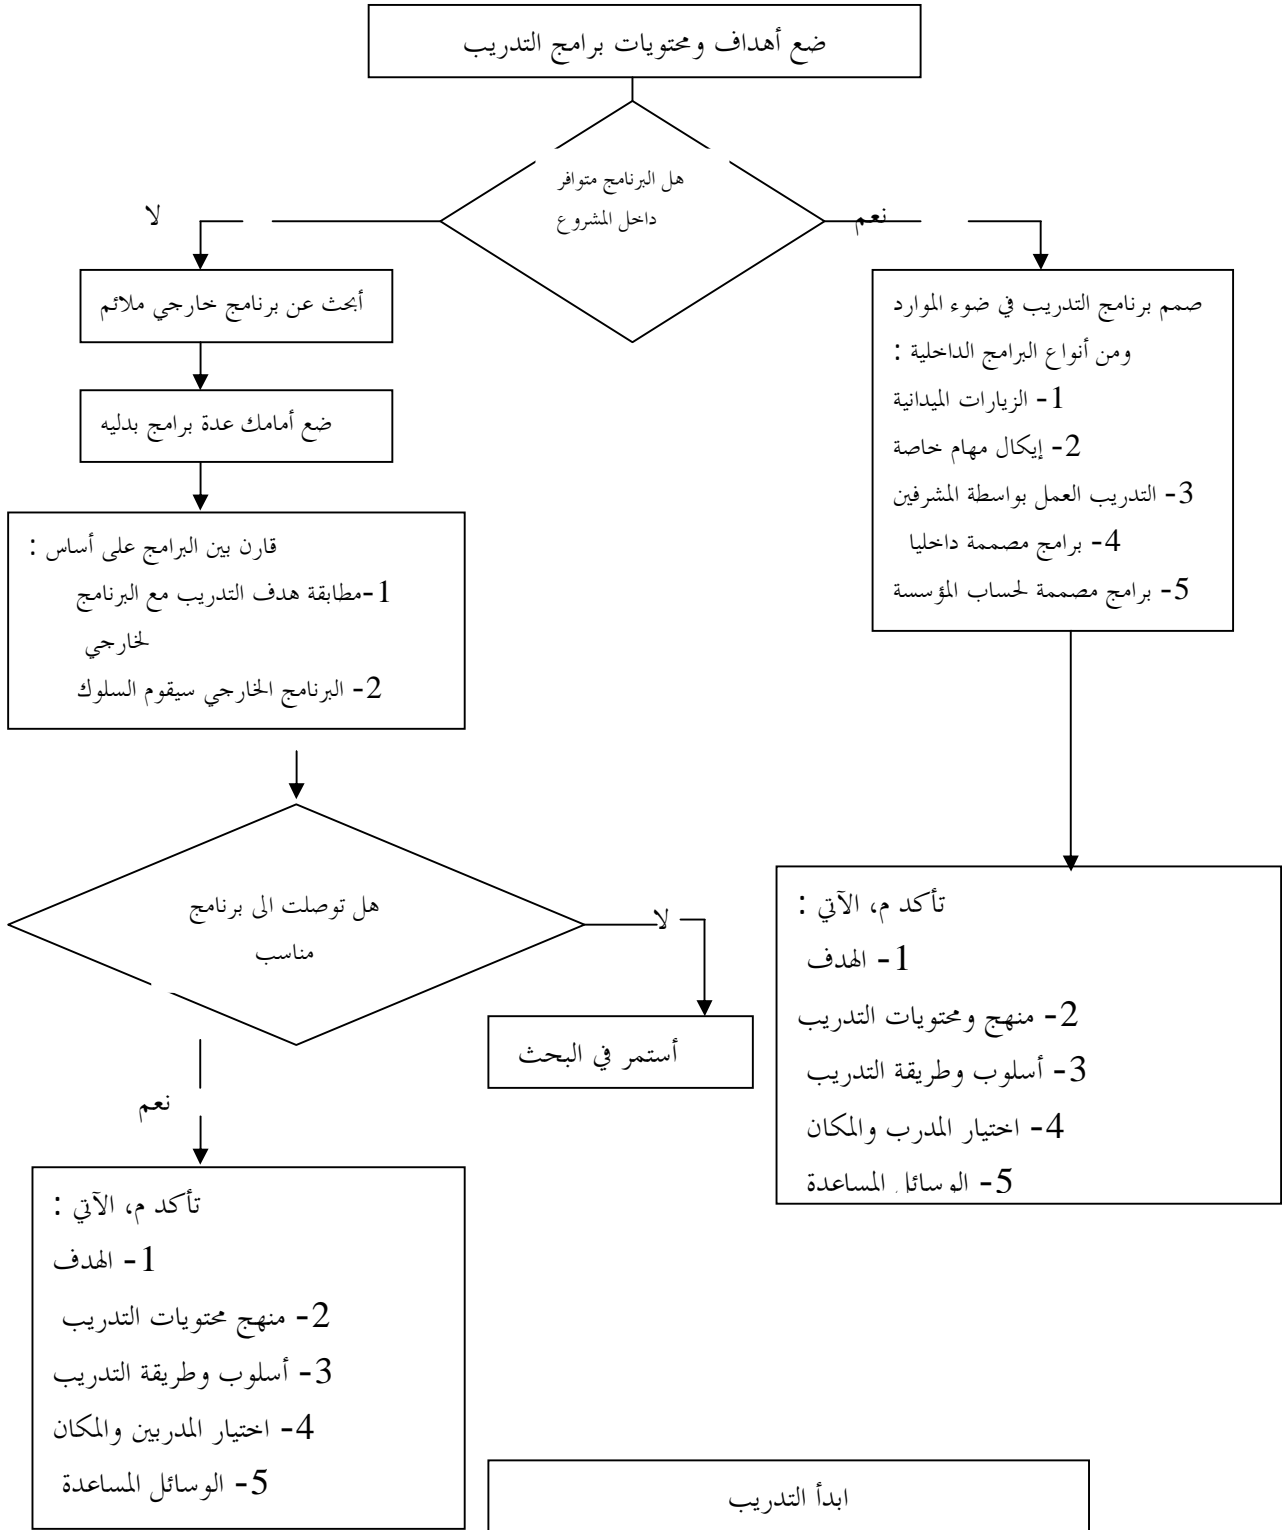 ضع أهداف ومحتويات برامج التدريب
هل البرنامج متوافر
داخل المشروع
نعم
لا
صمم برنامج التدريب في ضوء الموارد
ومن أنواع البرامج الداخلية :
1- الزيارات الميدانية
2- إيكال مهام خاصة
3- التدريب العمل بواسطة المشرفين
4- برامج مصممة داخليا
5- برامج مصممة لحساب المؤسسة
أبحث عن برنامج خارجي ملائم
ضع أمامك عدة برامج بدليه
قارن بين البرامج على أساس :
1-مطابقة هدف التدريب مع البرنامج
لخارجي
2- البرنامج الخارجي سيقوم السلوك
هل توصلت الى برنامج
مناسب
لا
أستمر في البحث
نعم
تأكد م، الآتي :
1- الهدف
2- منهج ومحتويات التدريب
3- أسلوب وطريقة التدريب
4- اختيار المدرب والمكان
5- الوسائل المساعدة
تأكد م، الآتي :
1- الهدف
2- منهج محتويات التدريب
3- أسلوب وطريقة التدريب
4- اختيار المدربين والمكان
5- الوسائل المساعدة
ابدأ التدريب